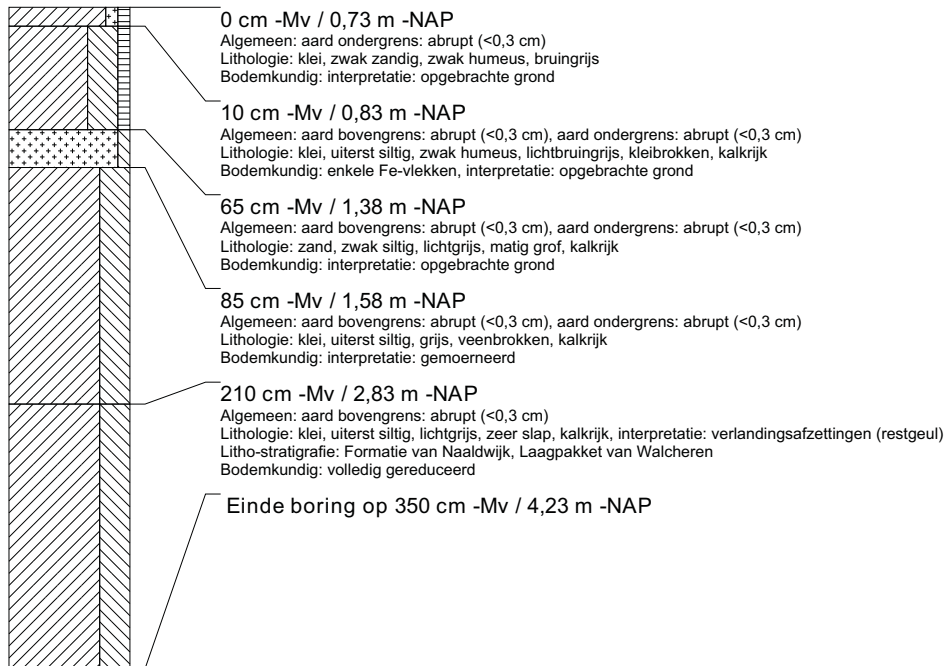 0 cm -Mv / 0,73 m -NAP
Algemeen: aard ondergrens: abrupt (<0,3 cm)
Lithologie: klei, zwak zandig, zwak humeus, bruingrijs
Bodemkundig: interpretatie: opgebrachte grond
10 cm -Mv / 0,83 m -NAP
Algemeen: aard bovengrens: abrupt (<0,3 cm), aard ondergrens: abrupt (<0,3 cm)
Lithologie: klei, uiterst siltig, zwak humeus, lichtbruingrijs, kleibrokken, kalkrijk
Bodemkundig: enkele Fe-vlekken, interpretatie: opgebrachte grond
65 cm -Mv / 1,38 m -NAP
Algemeen: aard bovengrens: abrupt (<0,3 cm), aard ondergrens: abrupt (<0,3 cm)
Lithologie: zand, zwak siltig, lichtgrijs, matig grof, kalkrijk
Bodemkundig: interpretatie: opgebrachte grond
85 cm -Mv / 1,58 m -NAP
Algemeen: aard bovengrens: abrupt (<0,3 cm), aard ondergrens: abrupt (<0,3 cm)
Lithologie: klei, uiterst siltig, grijs, veenbrokken, kalkrijk
Bodemkundig: interpretatie: gemoerneerd
210 cm -Mv / 2,83 m -NAP
Algemeen: aard bovengrens: abrupt (<0,3 cm)
Lithologie: klei, uiterst siltig, lichtgrijs, zeer slap, kalkrijk, interpretatie: verlandingsafzettingen (restgeul)
Litho-stratigrafie: Formatie van Naaldwijk, Laagpakket van Walcheren
Bodemkundig: volledig gereduceerd
Einde boring op 350 cm -Mv / 4,23 m -NAP